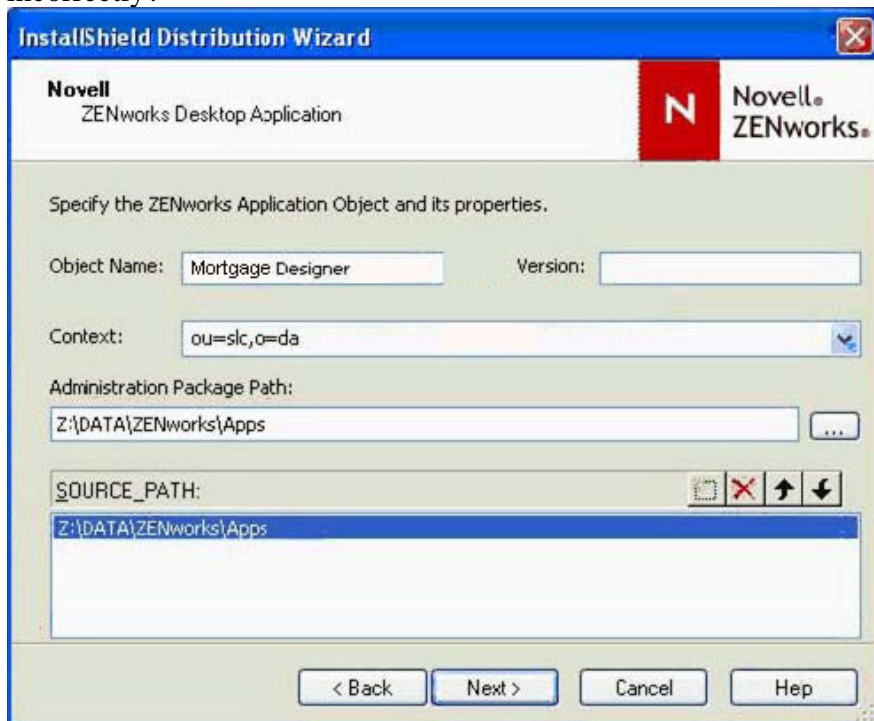 InstallShield Distribution Wizard
Novell
ZENworks Desktop Application
N Novell®
ZENworks®
Specify the ZENworks Application Object and its properties.
Object Name: Mortgage Designer Version:
Context: ou=slc,o=da
Administration Package Path:
Z:\DATA\ZENworks\Apps ...
SOURCE_PATH:
Z:\DATA\ZENworks\Apps
< Back Next > Cancel Hep